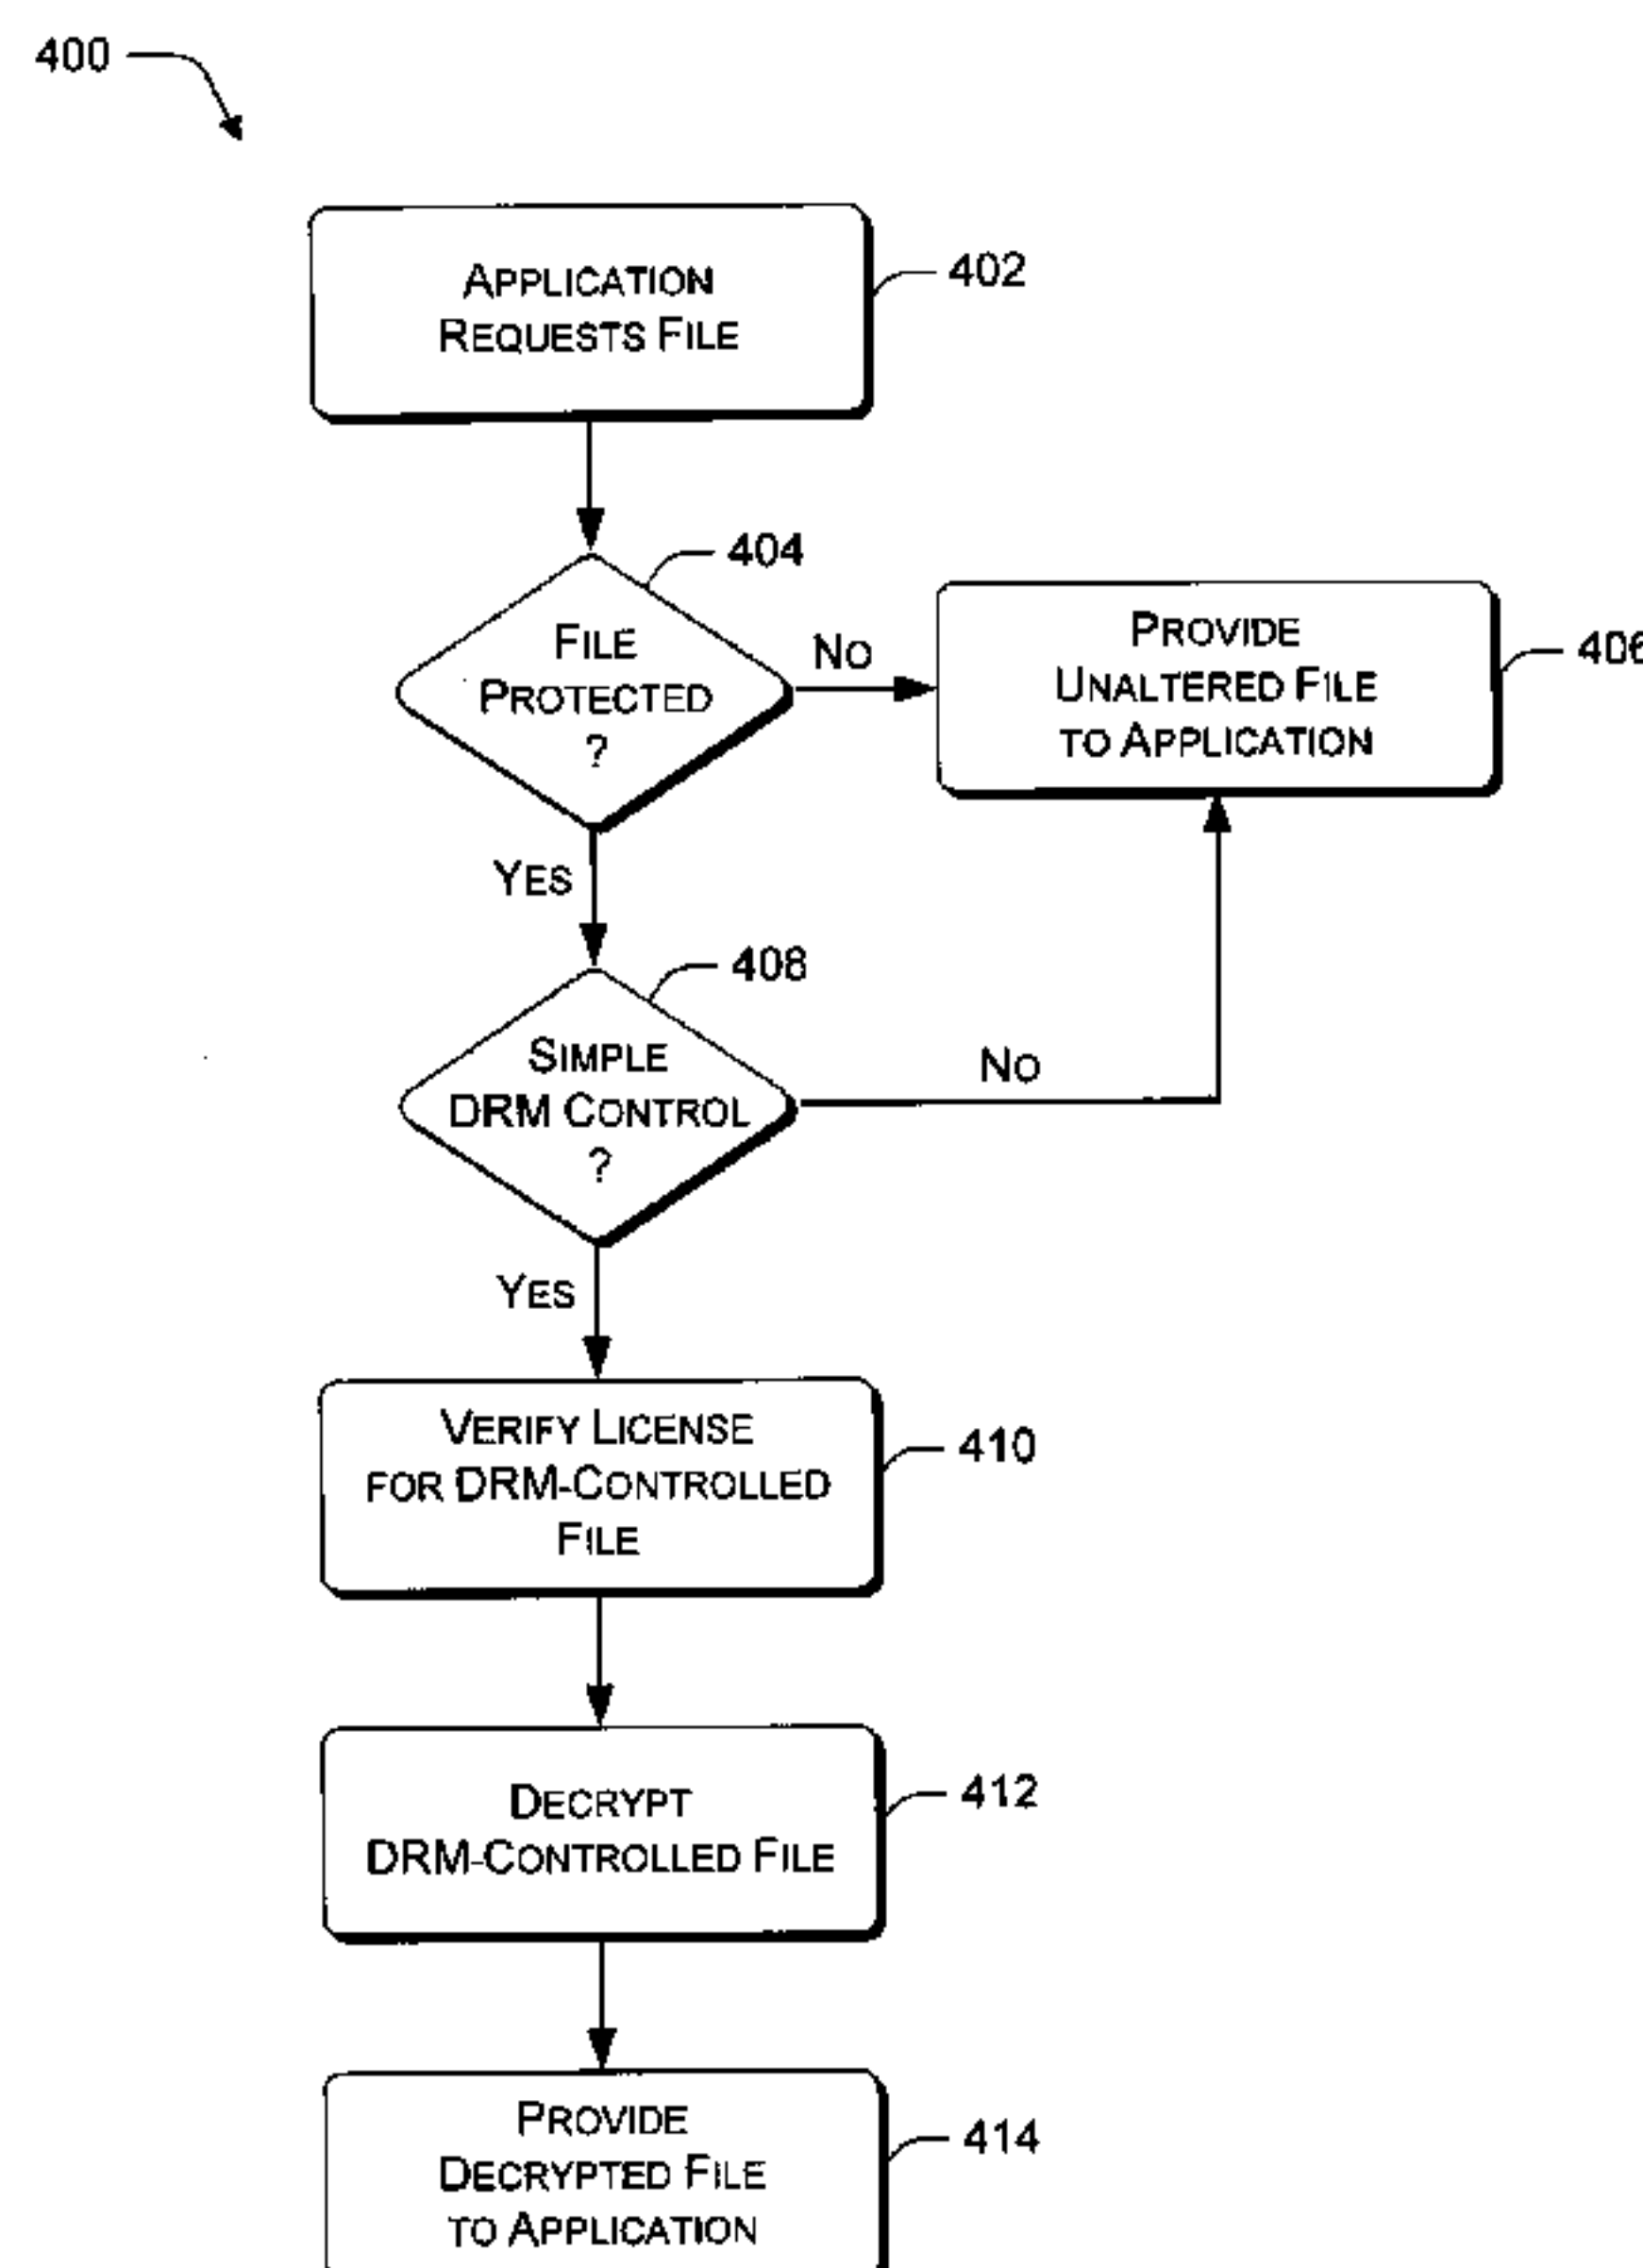 400
APPLICATION
REQUESTS FILE
402
404
FILE
PROTECTED
?
NO
PROVIDE
UNALTERED FILE
TO APPLICATION
406
YES
408
SIMPLE
DRM CONTROL
?
NO
YES
VERIFY LICENSE
FOR DRM-CONTROLLED
FILE
410
DECRYPT
DRM-CONTROLLED FILE
412
PROVIDE
DECRYPTED FILE
TO APPLICATION
414